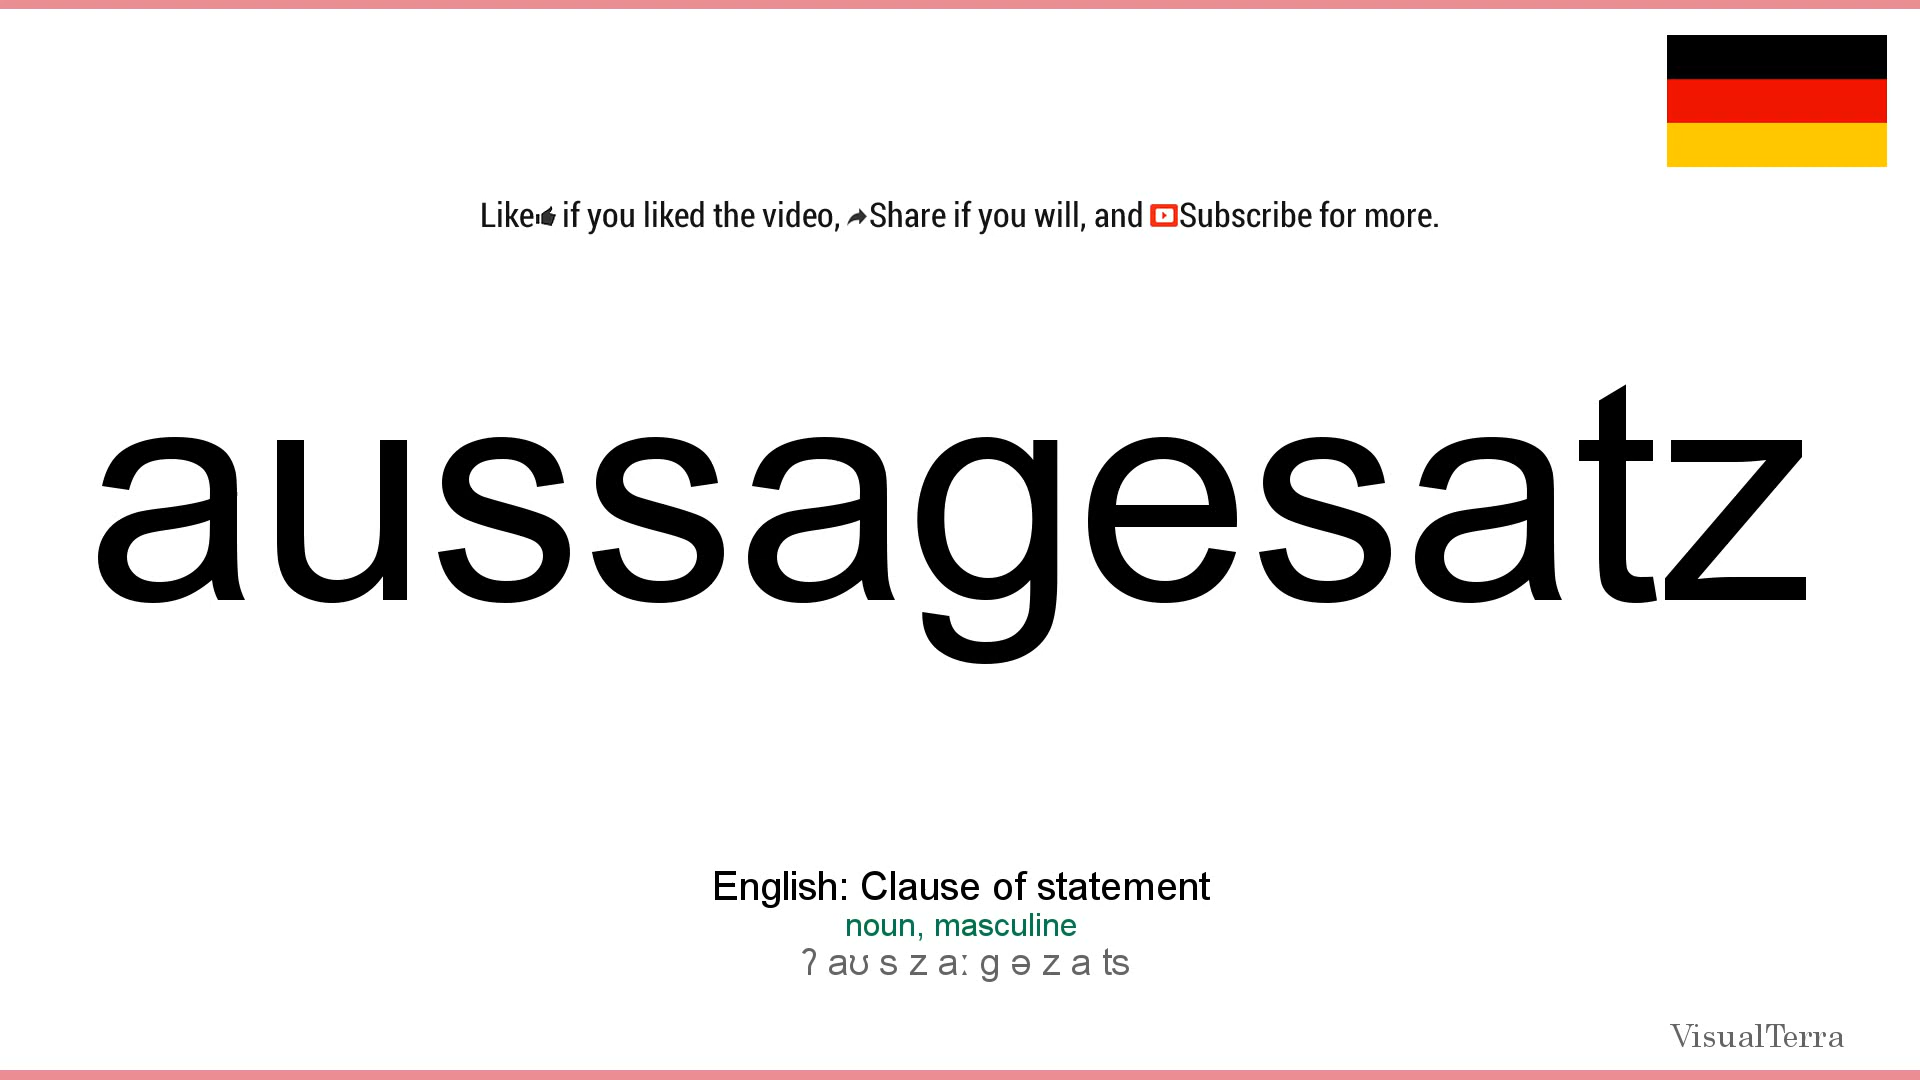 Like if you liked the video, Share if you will, and Subscribe for more.
aussagesatz
English: Clause of statement
noun, masculine
ʔ aʊ s z aː ɡ ə z a ts
VisualTerra